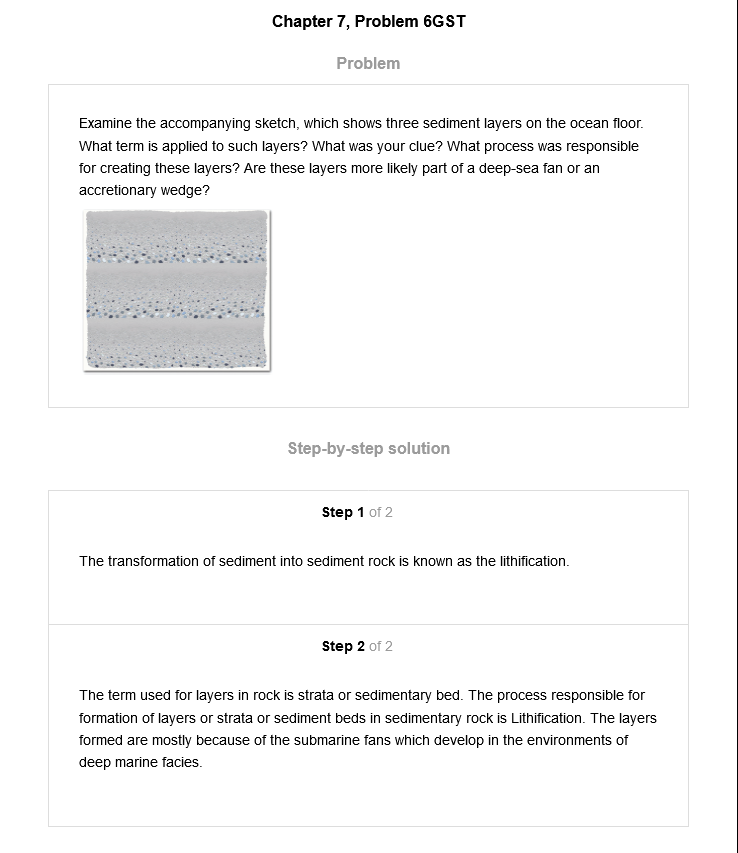 Chapter 7, Problem 6GST
Problem
Examine the accompanying sketch, which shows three sediment layers on the ocean floor.
What term is applied to such layers? What was your clue? What process was responsible
for creating these layers? Are these layers more likely part of a deep-sea fan or an
accretionary wedge?
Step-by-step solution
Step 1 of 2
The transformation of sediment into sediment rock is known as the lithification.
Step 2 of 2
The term used for layers in rock is strata or sedimentary bed. The process responsible for
formation of layers or strata or sediment beds in sedimentary rock is Lithification. The layers
formed are mostly because of the submarine fans which develop in the environments of
deep marine facies.